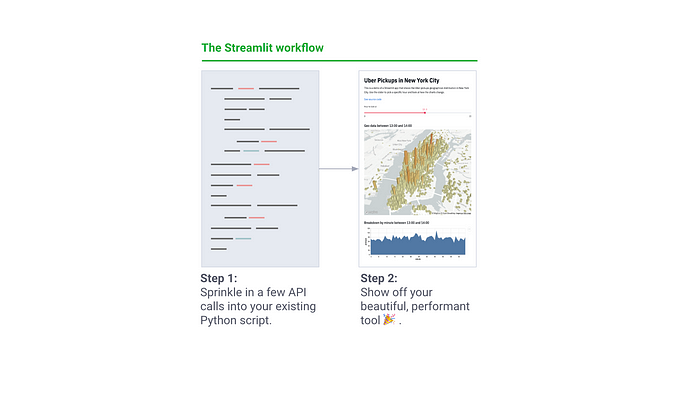 The Streamlit workflow
Uber Pickups in New York City
Geo data between 12:00 and 13:00
Breakdown by minute between 12:00 and 13:00
Step 1:
Sprinkle in a few API
calls into your existing
Python script.
Step 2:
Show off your
beautiful, performant
tool 🎉 .